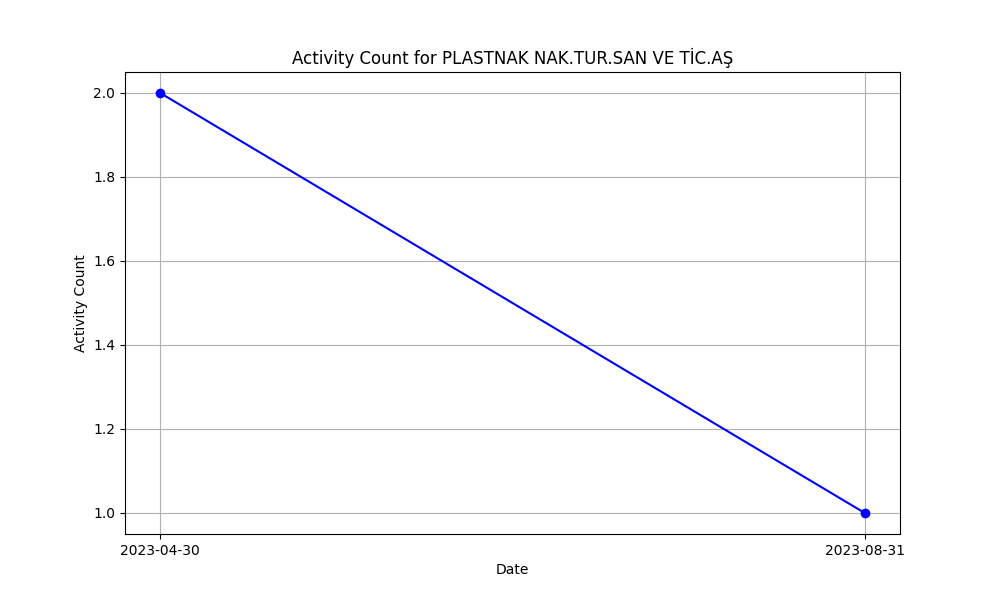 Activity Count for PLASTNAK NAK.TUR.SAN VE TİC.AŞ
Activity Count
2.0
1.8
1.6
1.4
1.2
1.0
2023-04-30
2023-08-31
Date